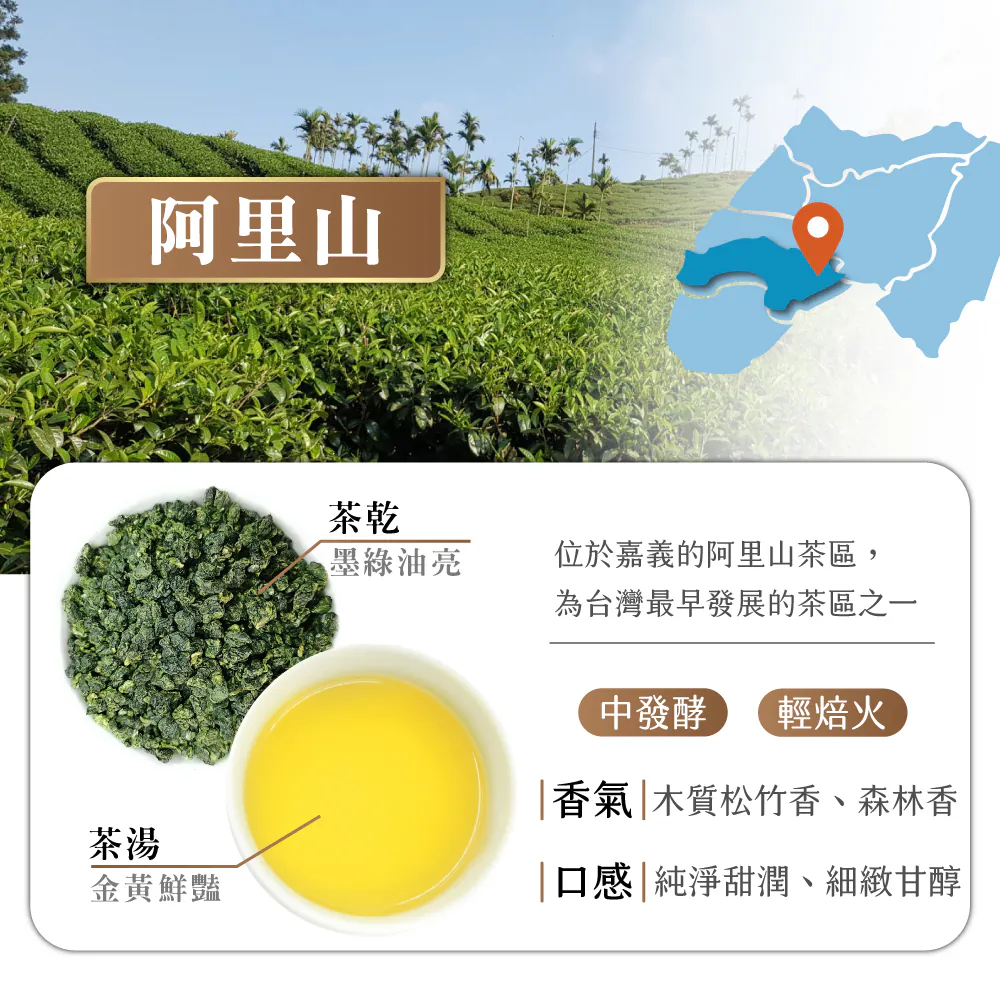 阿里山
茶乾
墨綠油亮
位於嘉義的阿里山茶區，
為台灣最早發展的茶區之一
中發酵 輕焙火
香氣 木質松竹香、森林香
茶湯
金黃鮮豔
口感 純淨甜潤、細緻甘醇